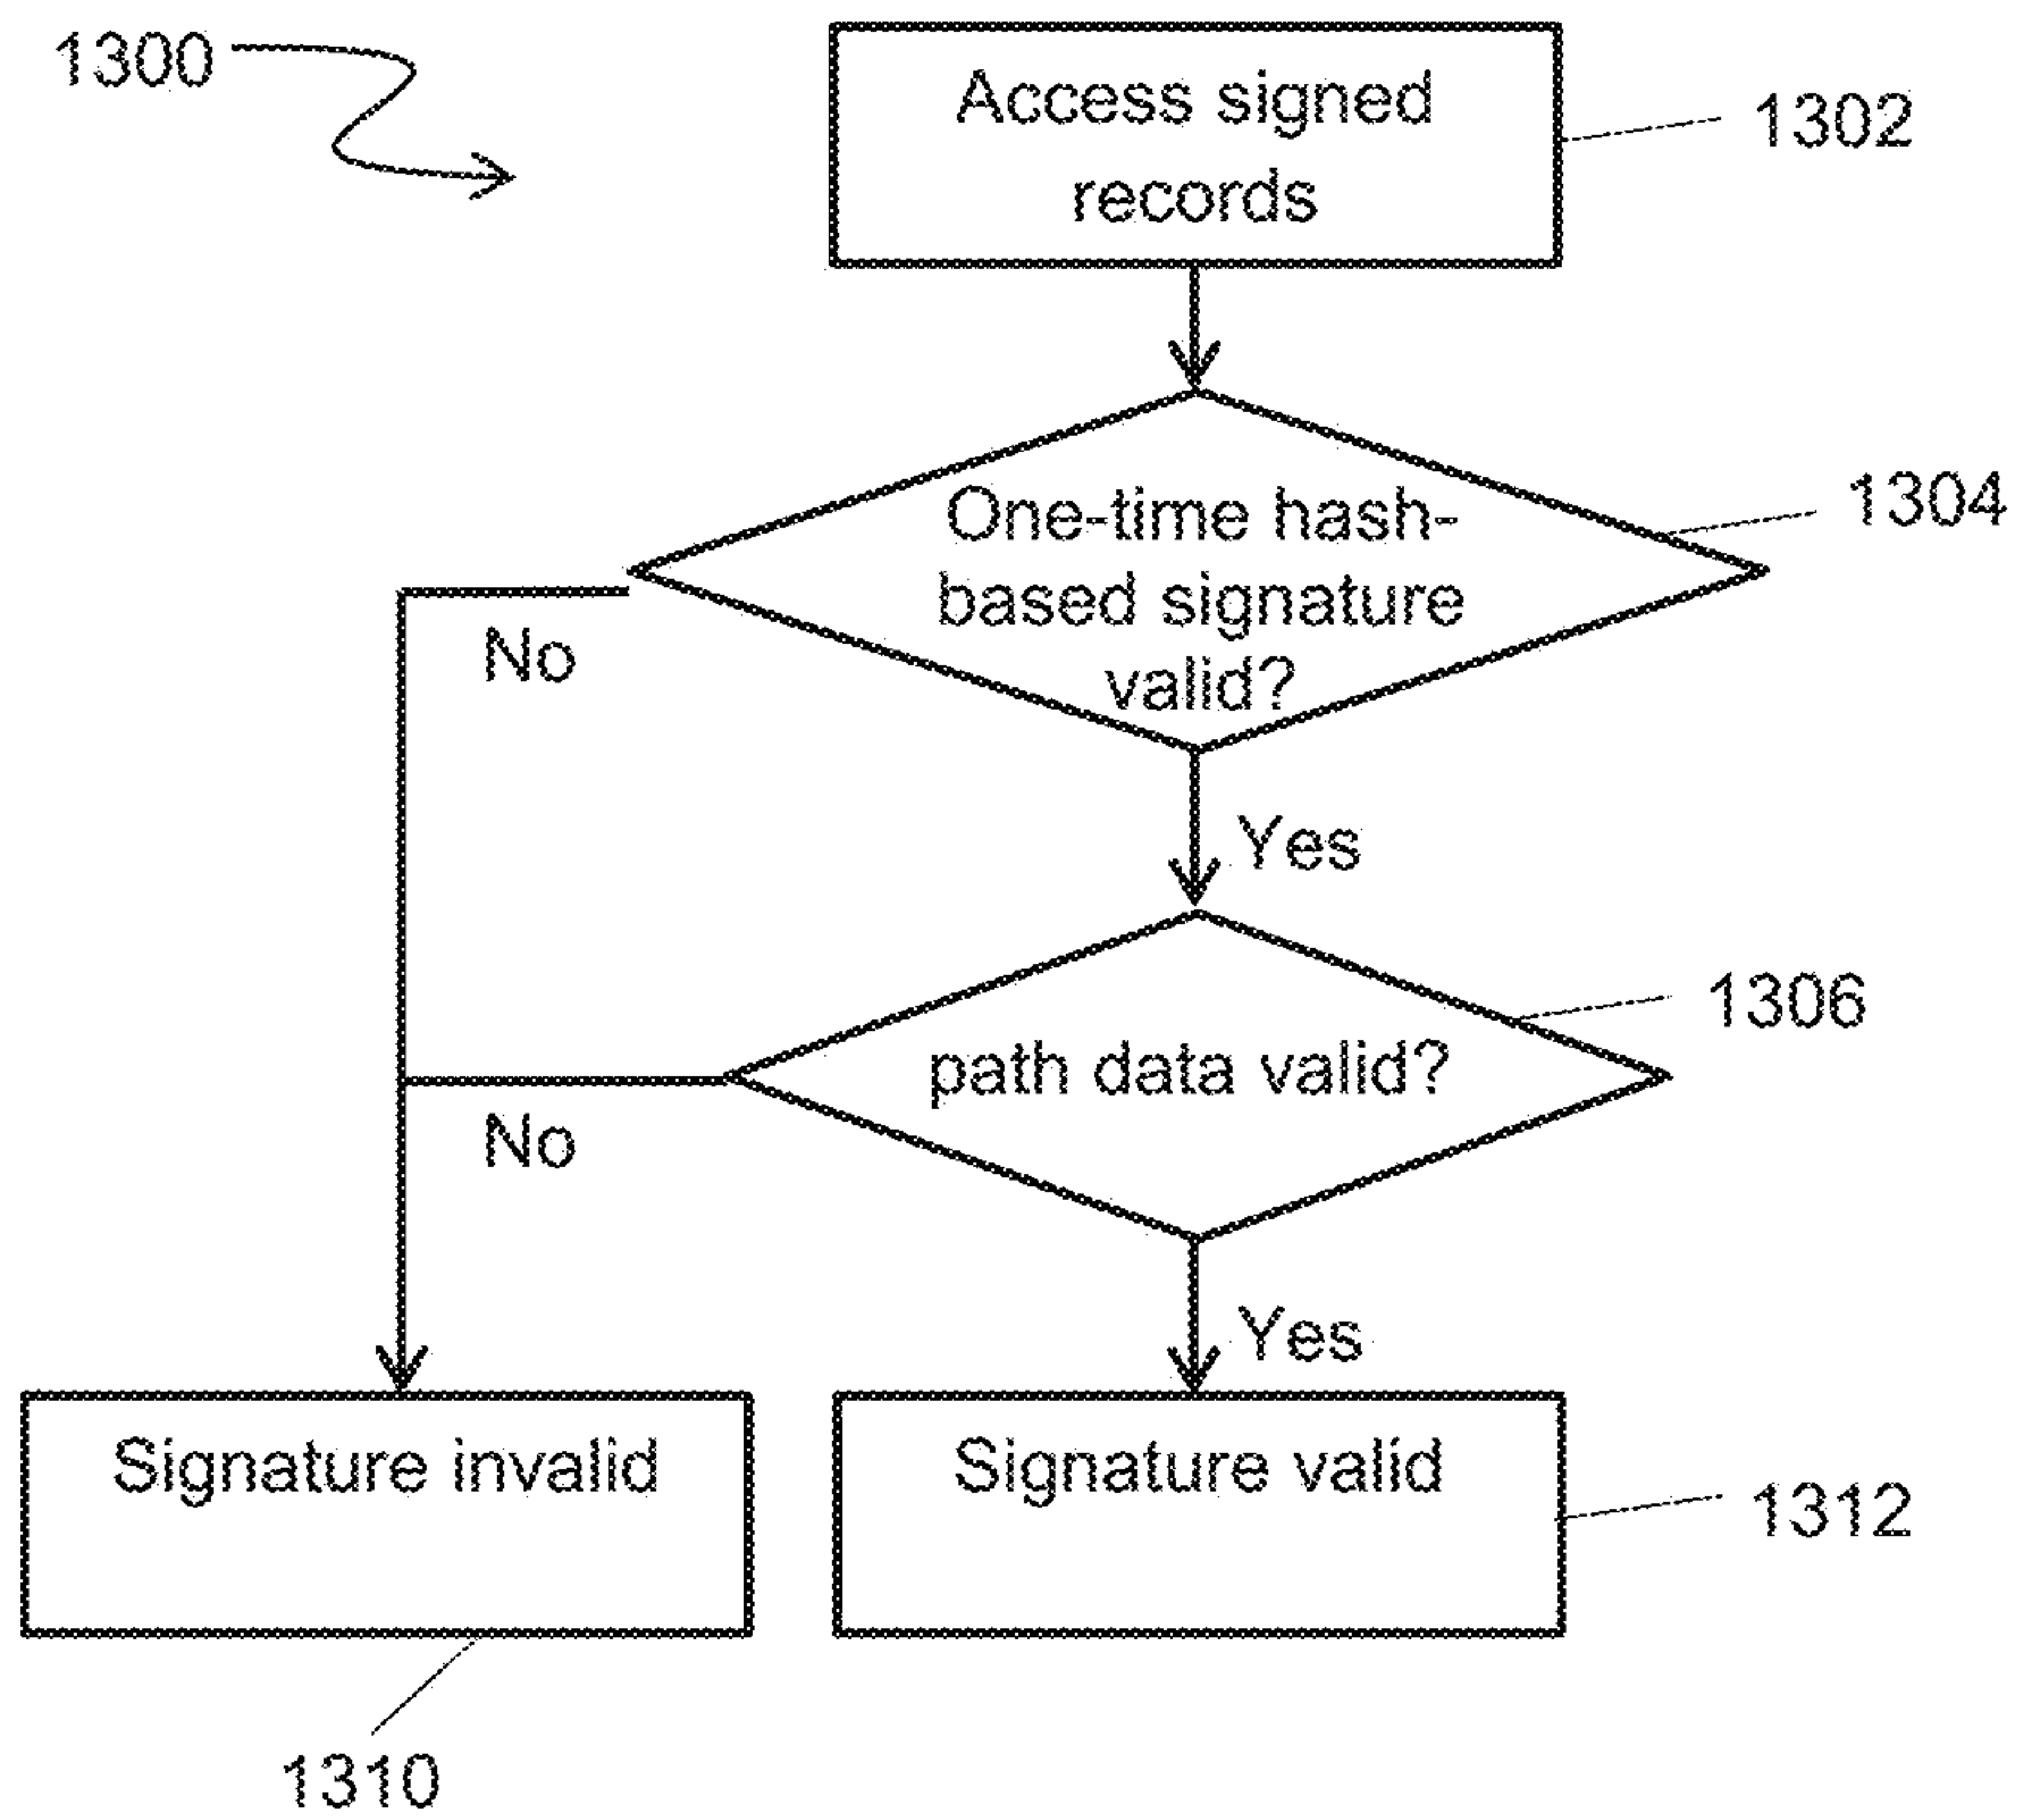 1300
Access signed
records
1302
One-time hash-
based signature
valid?
1304
No
Yes
path data valid?
1306
No
Yes
Signature invalid
Signature valid
1312
1310